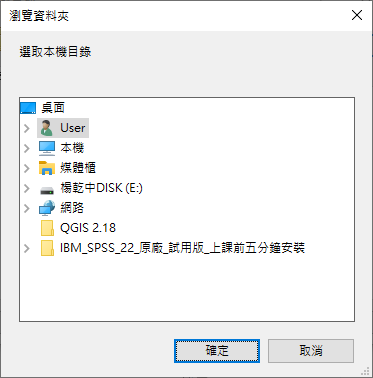 瀏覽資料夾
選取本機目錄
桌面
User
本機
媒體櫃
楊乾中DISK (E:)
網路
QGIS 2.18
IBM_SPSS_22_原廠_試用版_上課前五分鐘安裝
確定
取消